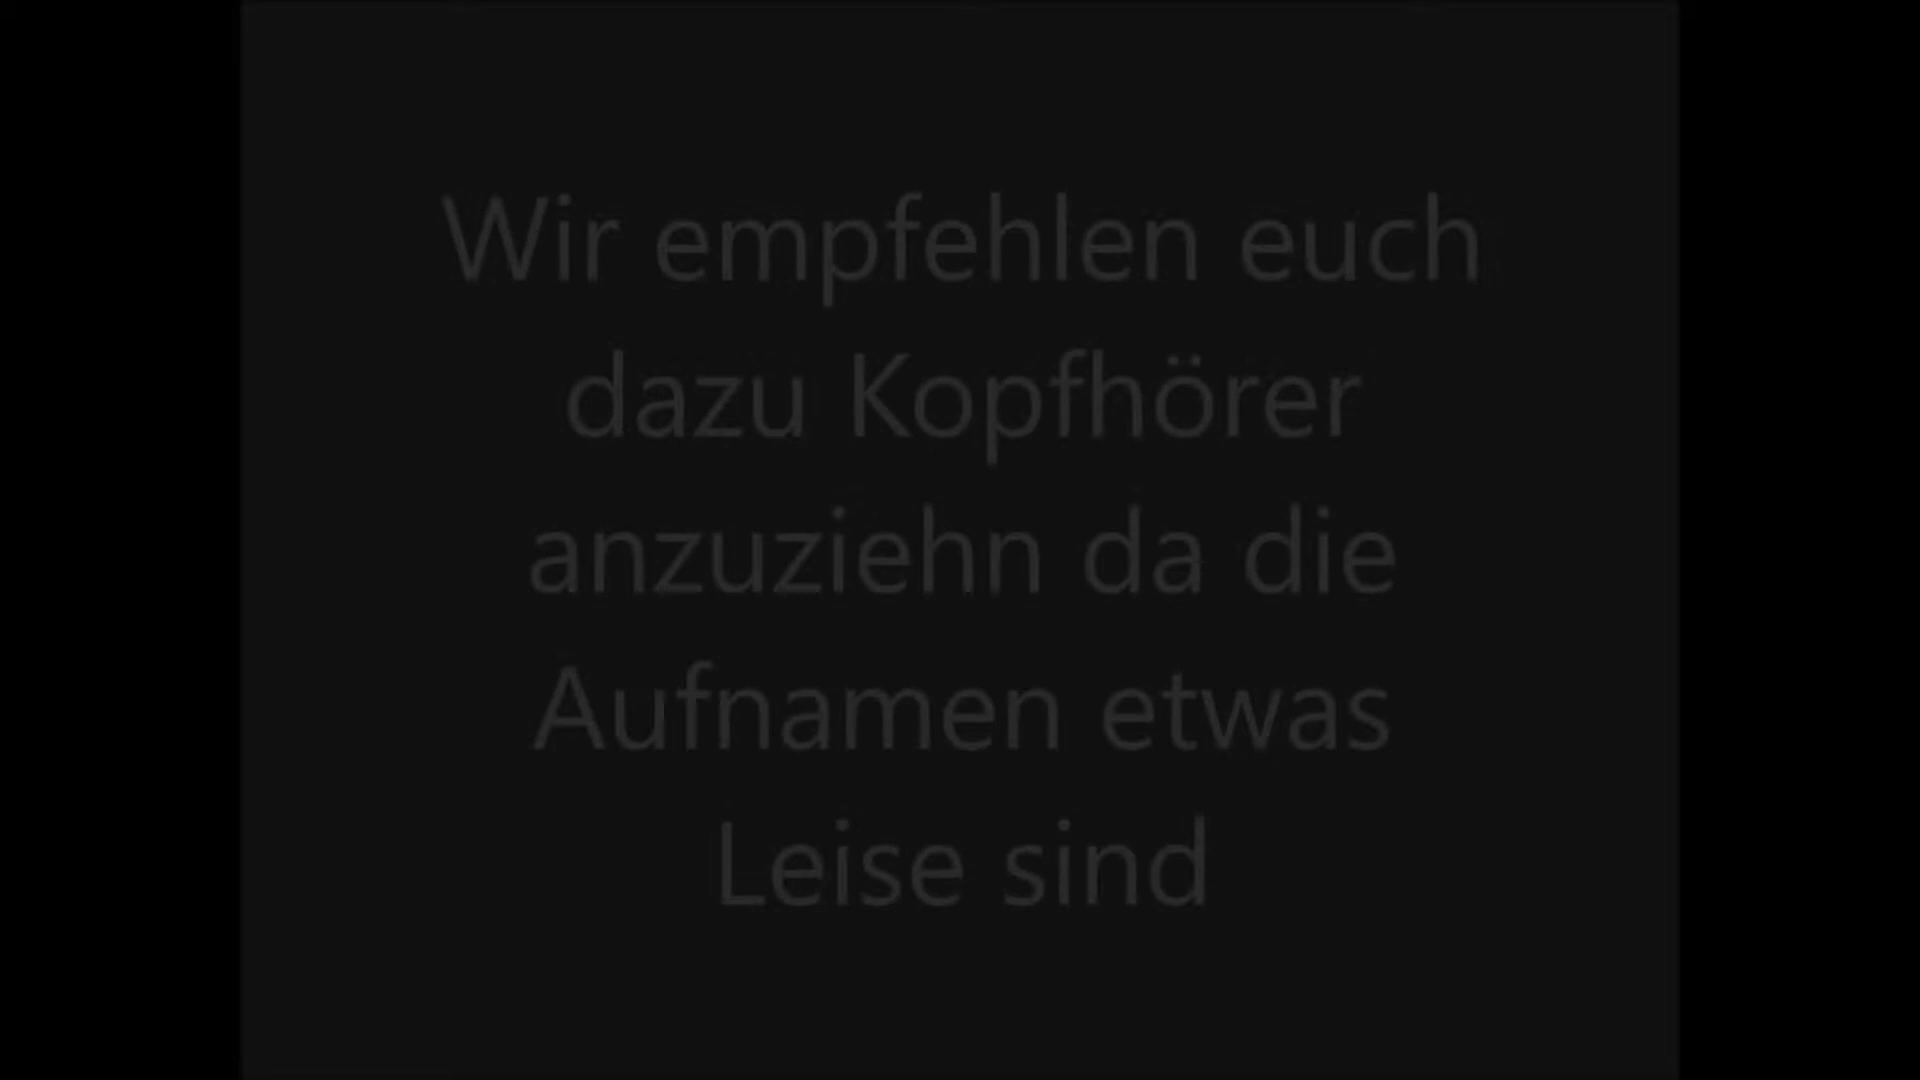 Wir empfehlen euch
dazu Kopfhörer
anzuziehn da die
Aufnamen etwas
Leise sind